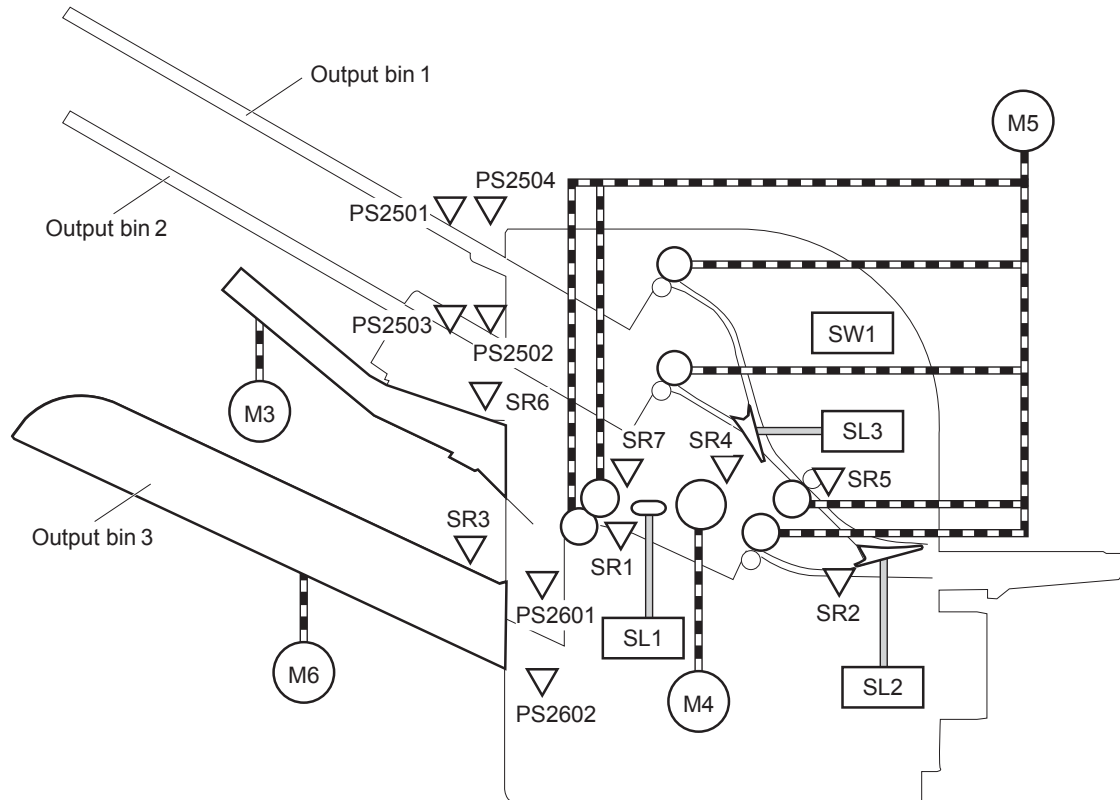 Output bin 1
M5
PS2504
PS2501
Output bin 2
PS2503
PS2502
SW1
SR6
M3
SR7
SR4
SL3
SR5
Output bin 3
SR3
SR1
PS2601
SR2
SL1
M6
SL2
M4
PS2602